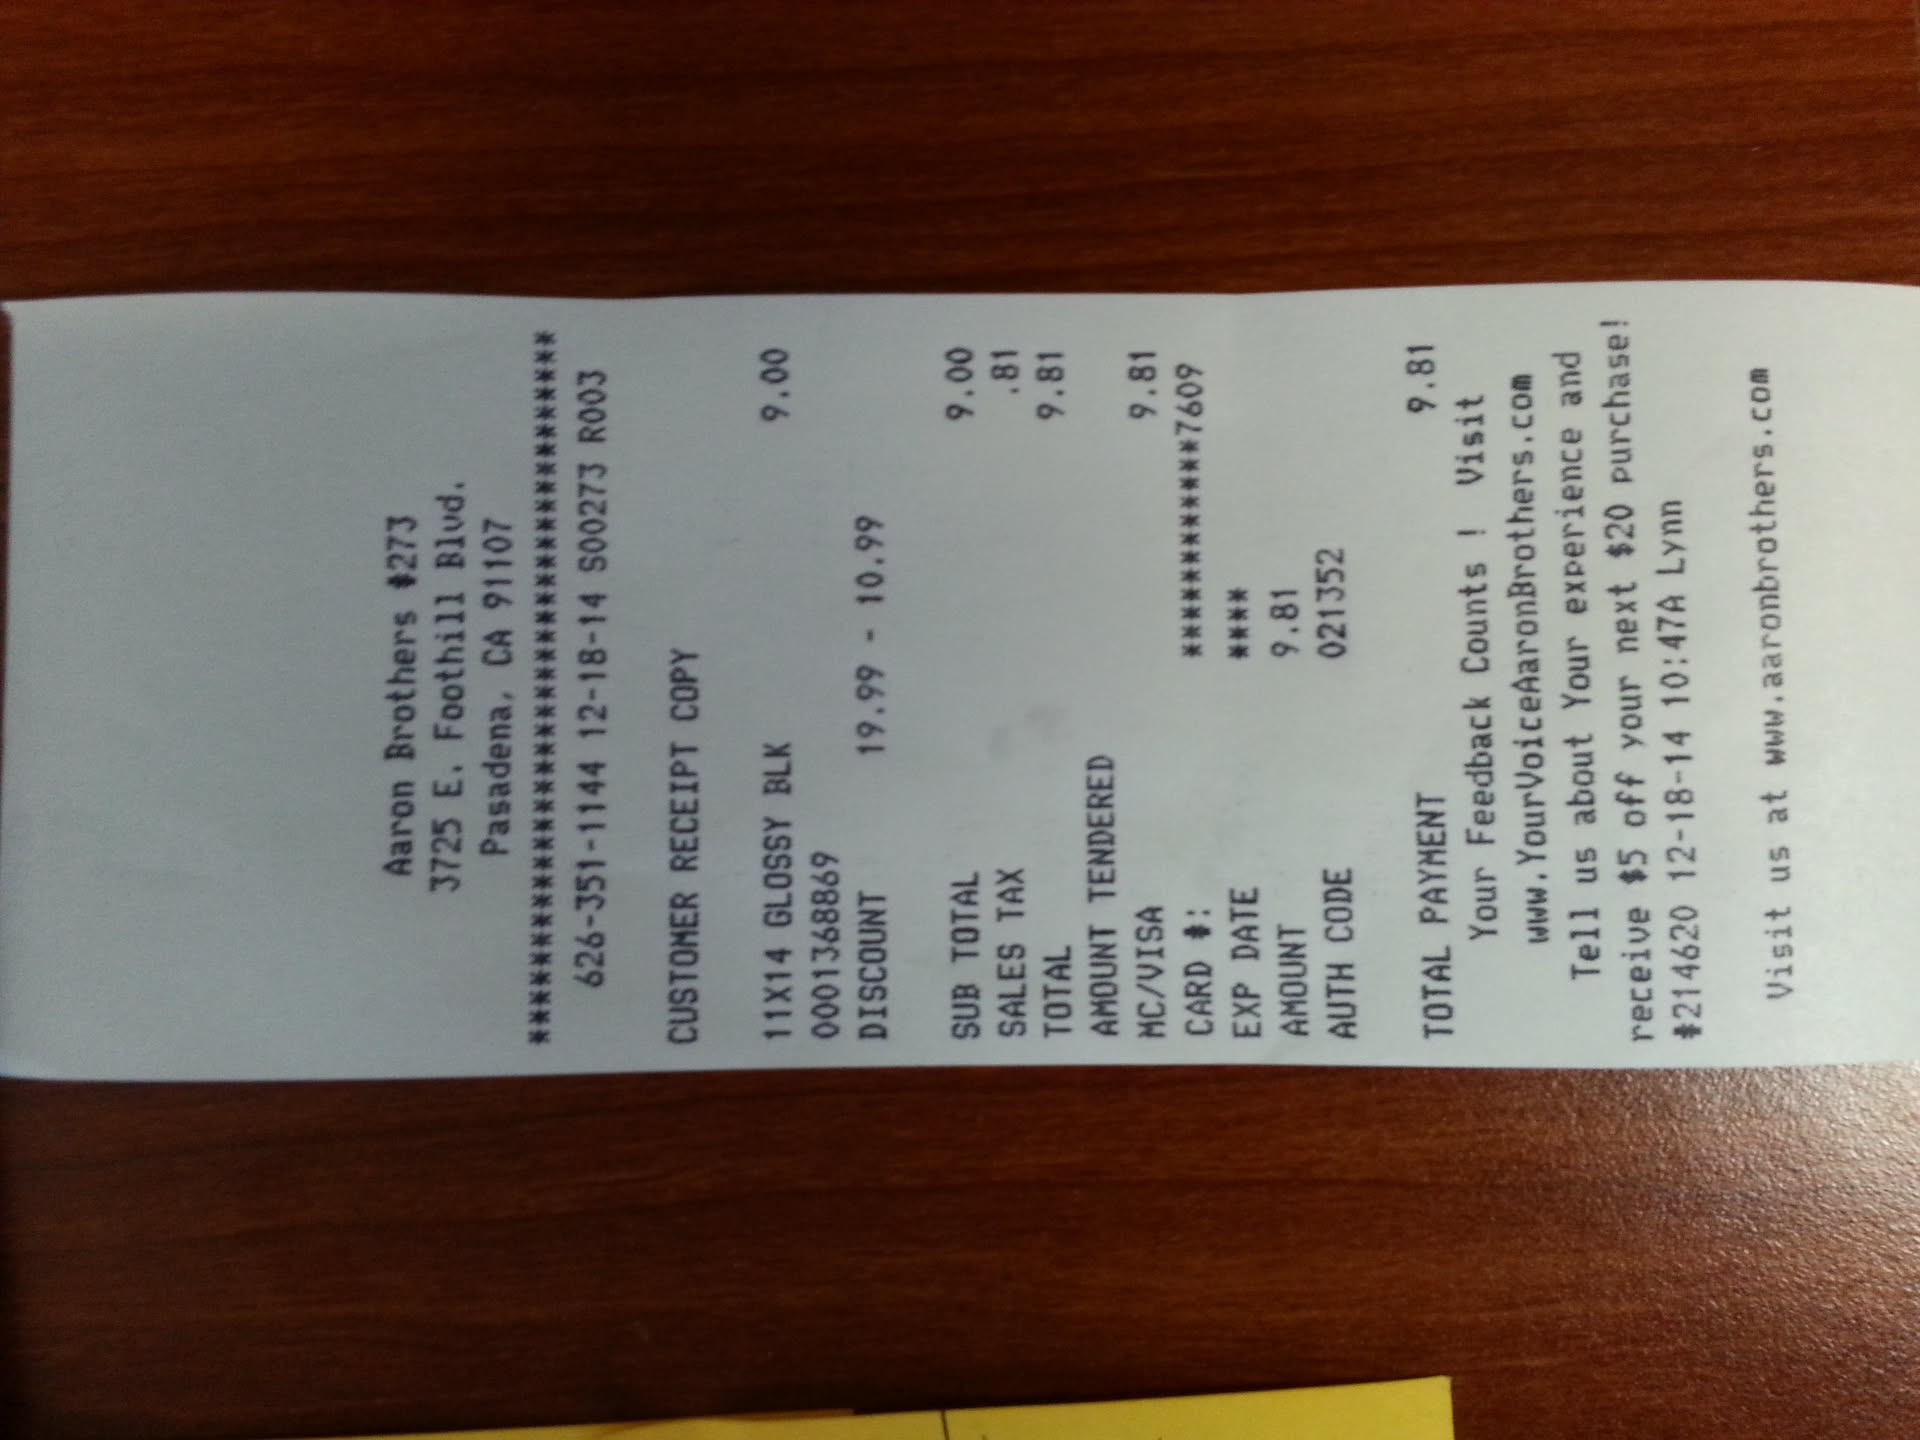 Aaron Brothers #273
3725 E. Foothill Blvd.
Pasadena, CA 91107
****************************************
626-351-1144 12-18-14 S00273 R003
CUSTOMER RECEIPT COPY
11X14 GLOSSY BLK 9.00
0001368869
DISCOUNT 19.99 - 10.99
SUB TOTAL 9.00
SALES TAX .81
TOTAL 9.81
AMOUNT TENDERED
MC/VISA 9.81
CARD #: ************7609
EXP DATE ****
AMOUNT 9.81
AUTH CODE 021352
TOTAL PAYMENT 9.81
Your Feedback Counts ! Visit
www.YourVoiceAaronBrothers.com
Tell us about Your experience and
receive $5 off your next $20 purchase!
#214620 12-18-14 10:47A Lynn
Visit us at www.aaronbrothers.com